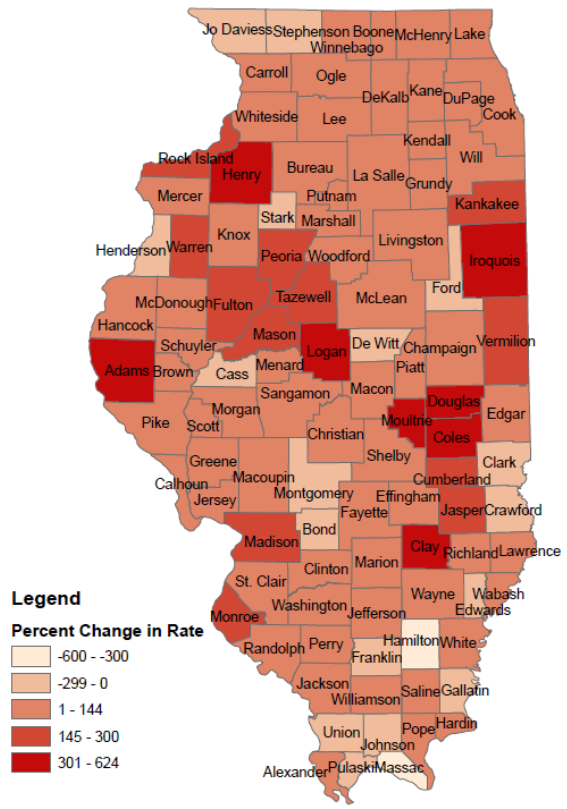 Jo Daviess
Stephenson
Winnebago
Boone
McHenry
Lake
Carroll
Ogle
DeKalb
Kane
DuPage
Cook
Whiteside
Lee
Kendall
Will
Rock Island
Henry
Bureau
La Salle
Grundy
Mercer
Putnam
Kankakee
Stark
Marshall
Henderson
Warren
Knox
Peoria
Woodford
Livingston
Iroquois
Ford
McDonough
Fulton
Tazewell
McLean
Hancock
Mason
Schuyler
Logan
De Witt
Champaign
Vermilion
Adams
Brown
Cass
Menard
Piatt
Macon
Douglas
Edgar
Pike
Scott
Morgan
Sangamon
Christian
Moultrie
Coles
Greene
Macoupin
Shelby
Cumberland
Clark
Calhoun
Jersey
Montgomery
Fayette
Effingham
Jasper
Crawford
Bond
Madison
Clay
Richland
Lawrence
Clinton
Marion
St. Clair
Washington
Jefferson
Wayne
Wabash
Edwards
Monroe
Randolph
Perry
Franklin
Hamilton
White
Jackson
Williamson
Saline
Gallatin
Union
Johnson
Pope
Hardin
Alexander
Pulaski
Massac
Legend
Percent Change in Rate
-600 - -300
-299 - 0
1 - 144
145 - 300
301 - 624